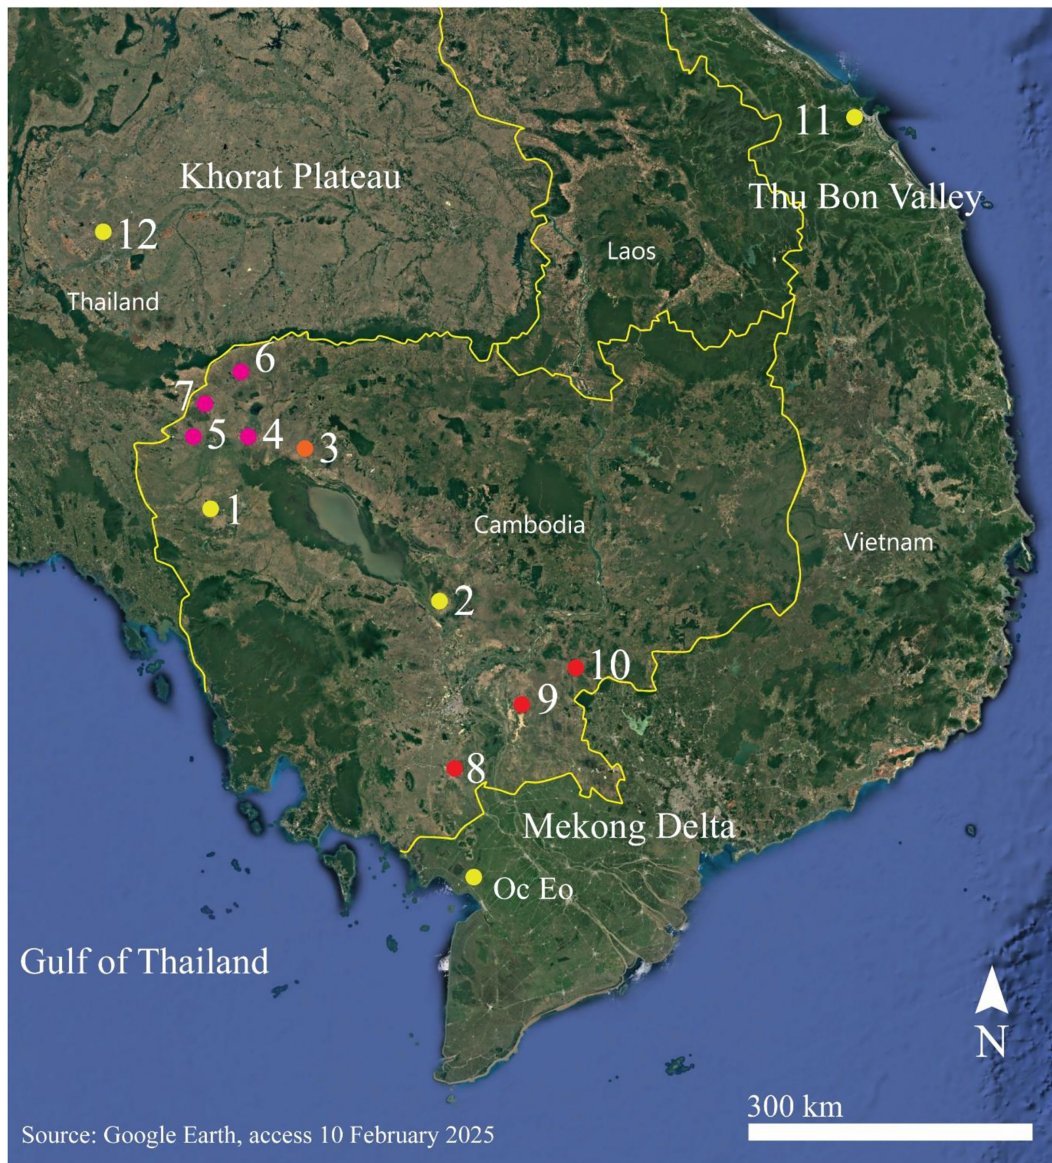 11
Khorat Plateau
Thu Bon Valley
12
Laos
Thailand
6
7
5
4
3
1
Cambodia
Vietnam
2
10
9
8
Mekong Delta
Oc Eo
Gulf of Thailand
N
300 km
Source: Google Earth, access 10 February 2025